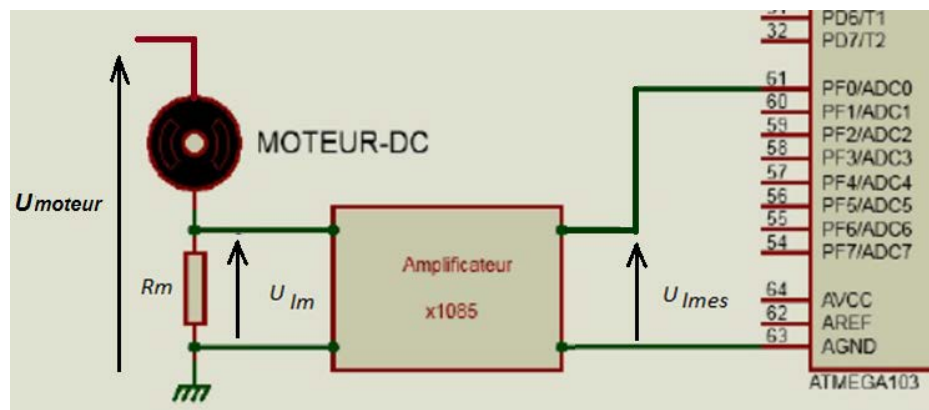 PD6/T1
32 PD7/T2
61 PF0/ADC0
60 PF1/ADC1
59 PF2/ADC2
58 PF3/ADC3
57 PF4/ADC4
56 PF5/ADC5
55 PF6/ADC6
54 PF7/ADC7
64 AVCC
62 AREF
63 AGND
ATMEGA103
MOTEUR-DC
U moteur
Rm
U Im
Amplificateur
x1085
U Imes